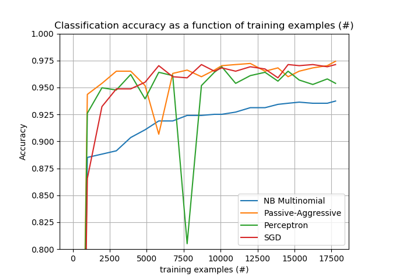 Classification accuracy as a function of training examples (#)
1.000
0.975
0.950
0.925
0.900
0.875
0.850
0.825
0.800
Accuracy
NB Multinomial
Passive-Aggressive
Perceptron
SGD
0 2500 5000 7500 10000 12500 15000 17500
training examples (#)